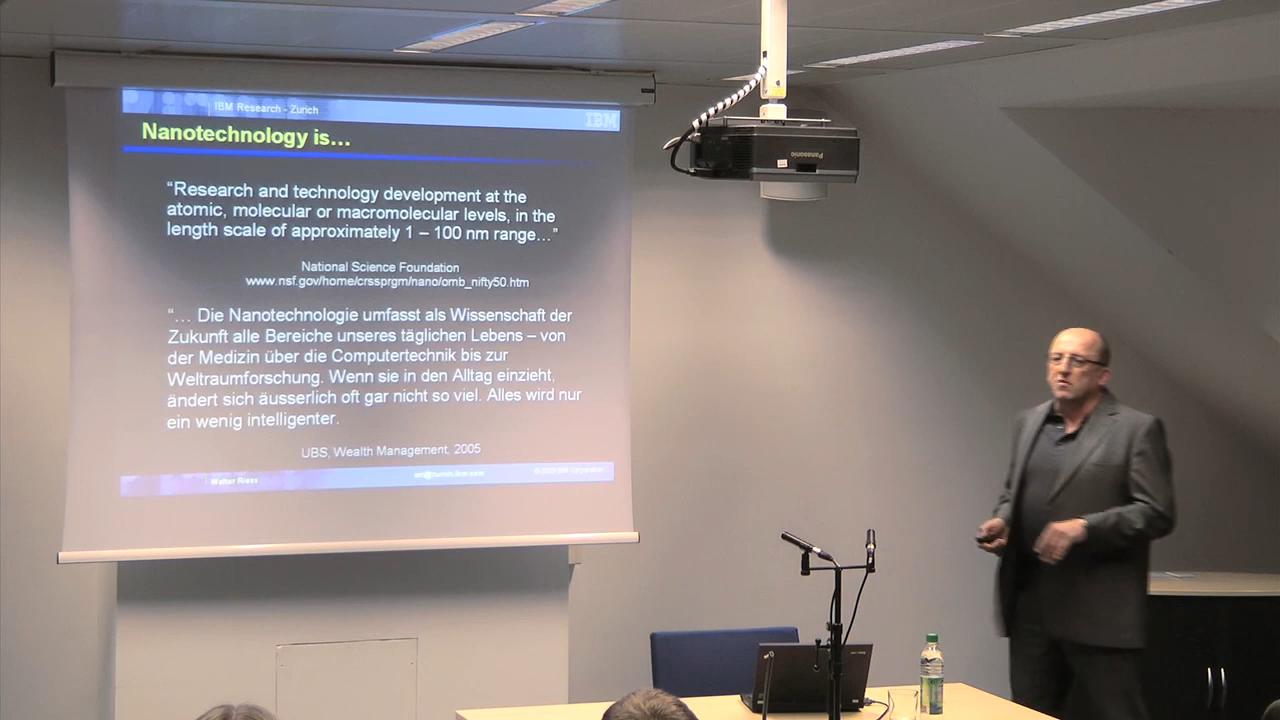 IBM Research - Zurich
IBM
Nanotechnology is...
“Research and technology development at the
atomic, molecular or macromolecular levels, in the
length scale of approximately 1 – 100 nm range...”
National Science Foundation
www.nsf.gov/home/crssprgm/nano/omb_nifty50.htm
“... Die Nanotechnologie umfasst als Wissenschaft der
Zukunft alle Bereiche unseres täglichen Lebens – von
der Medizin über die Computertechnik bis zur
Weltraumforschung. Wenn sie in den Alltag einzieht,
ändert sich äusserlich oft gar nicht so viel. Alles wird nur
ein wenig intelligenter.
UBS, Wealth Management, 2005
Walter Riess
IBM Corporation
Panasonic